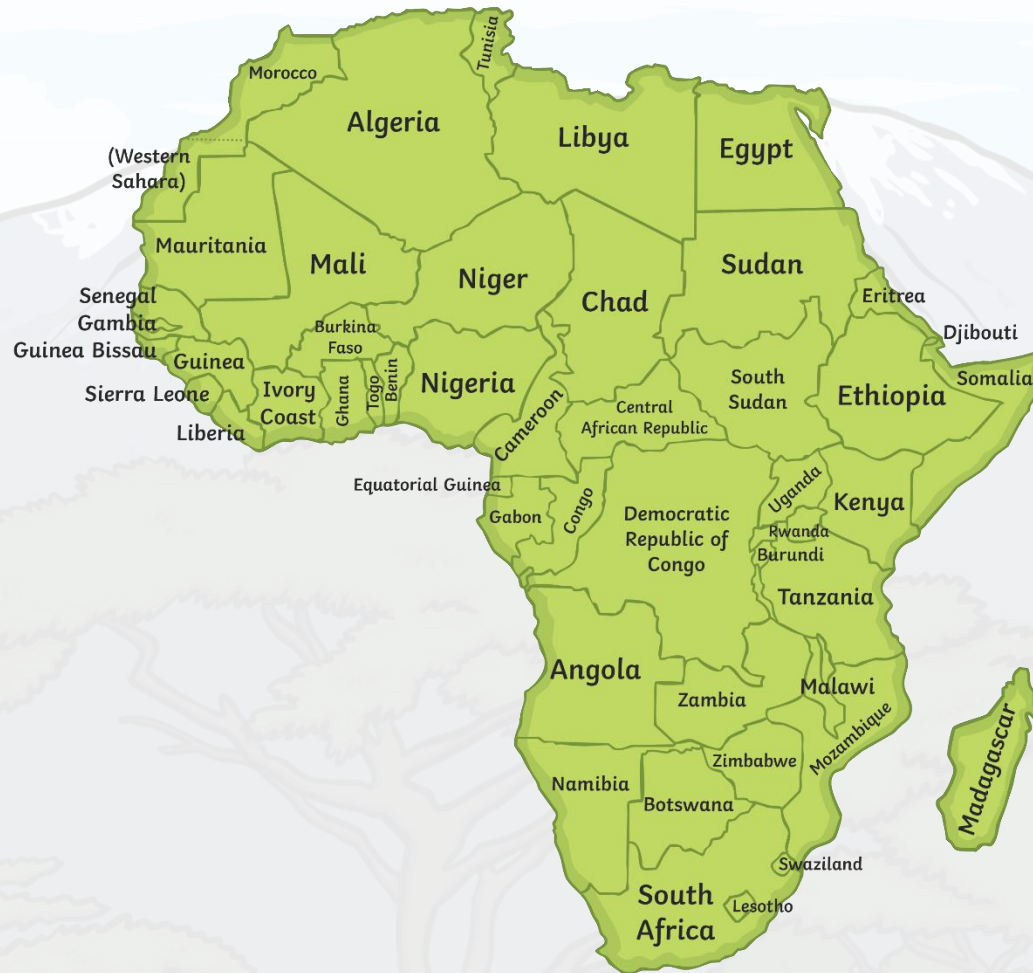 Tunisia
Morocco
Algeria
Libya
Egypt
(Western
Sahara)
Mauritania
Mali
Niger
Chad
Sudan
Eritrea
Senegal
Gambia
Djibouti
Guinea Bissau
Guinea
Burkina
Faso
Somalia
Sierra Leone
Ivory
Coast
Ghana
Togo
Benin
Nigeria
South
Sudan
Ethiopia
Liberia
Cameroon
Central
African Republic
Equatorial Guinea
Gabon
Congo
Democratic
Republic of
Congo
Uganda
Kenya
Rwanda
Burundi
Tanzania
Angola
Zambia
Malawi
Mozambique
Madagascar
Zimbabwe
Namibia
Botswana
Swaziland
South
Africa
Lesotho